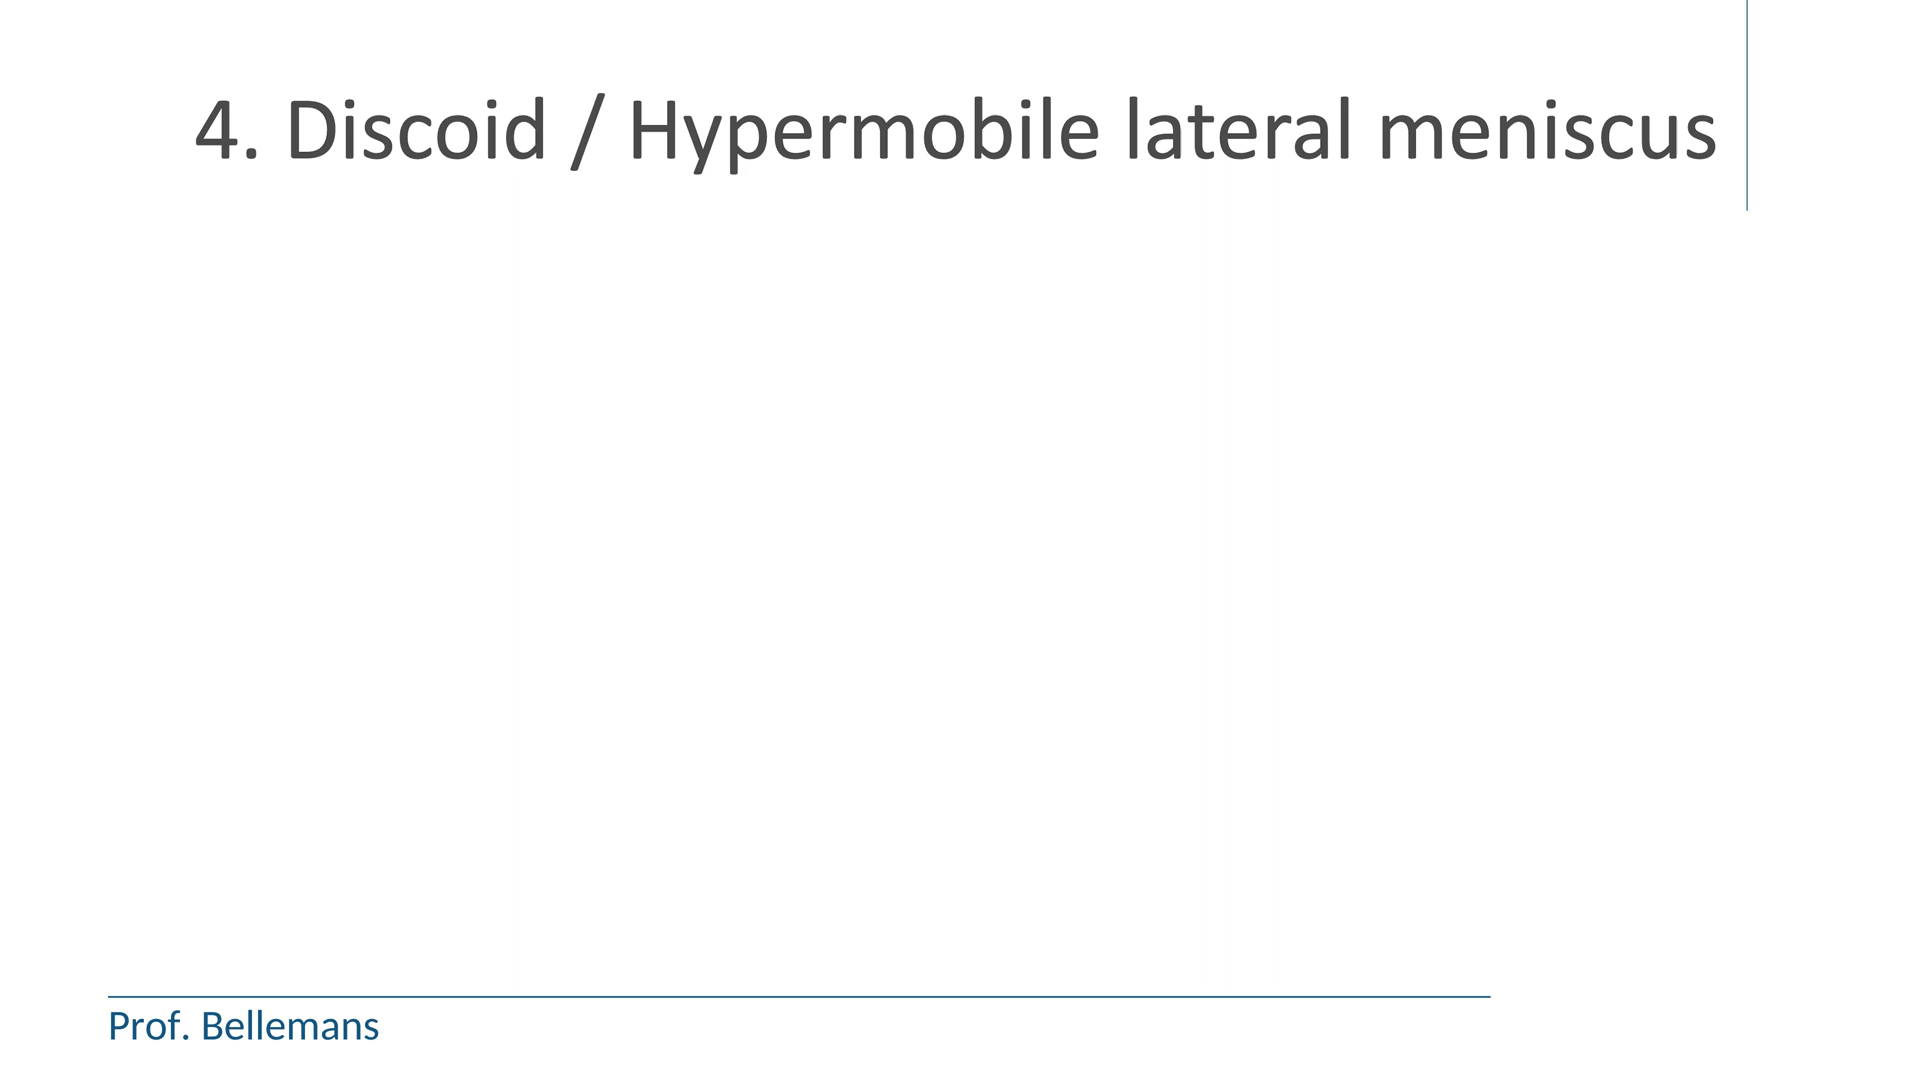 4. Discoid / Hypermobile lateral meniscus
Prof. Bellemans